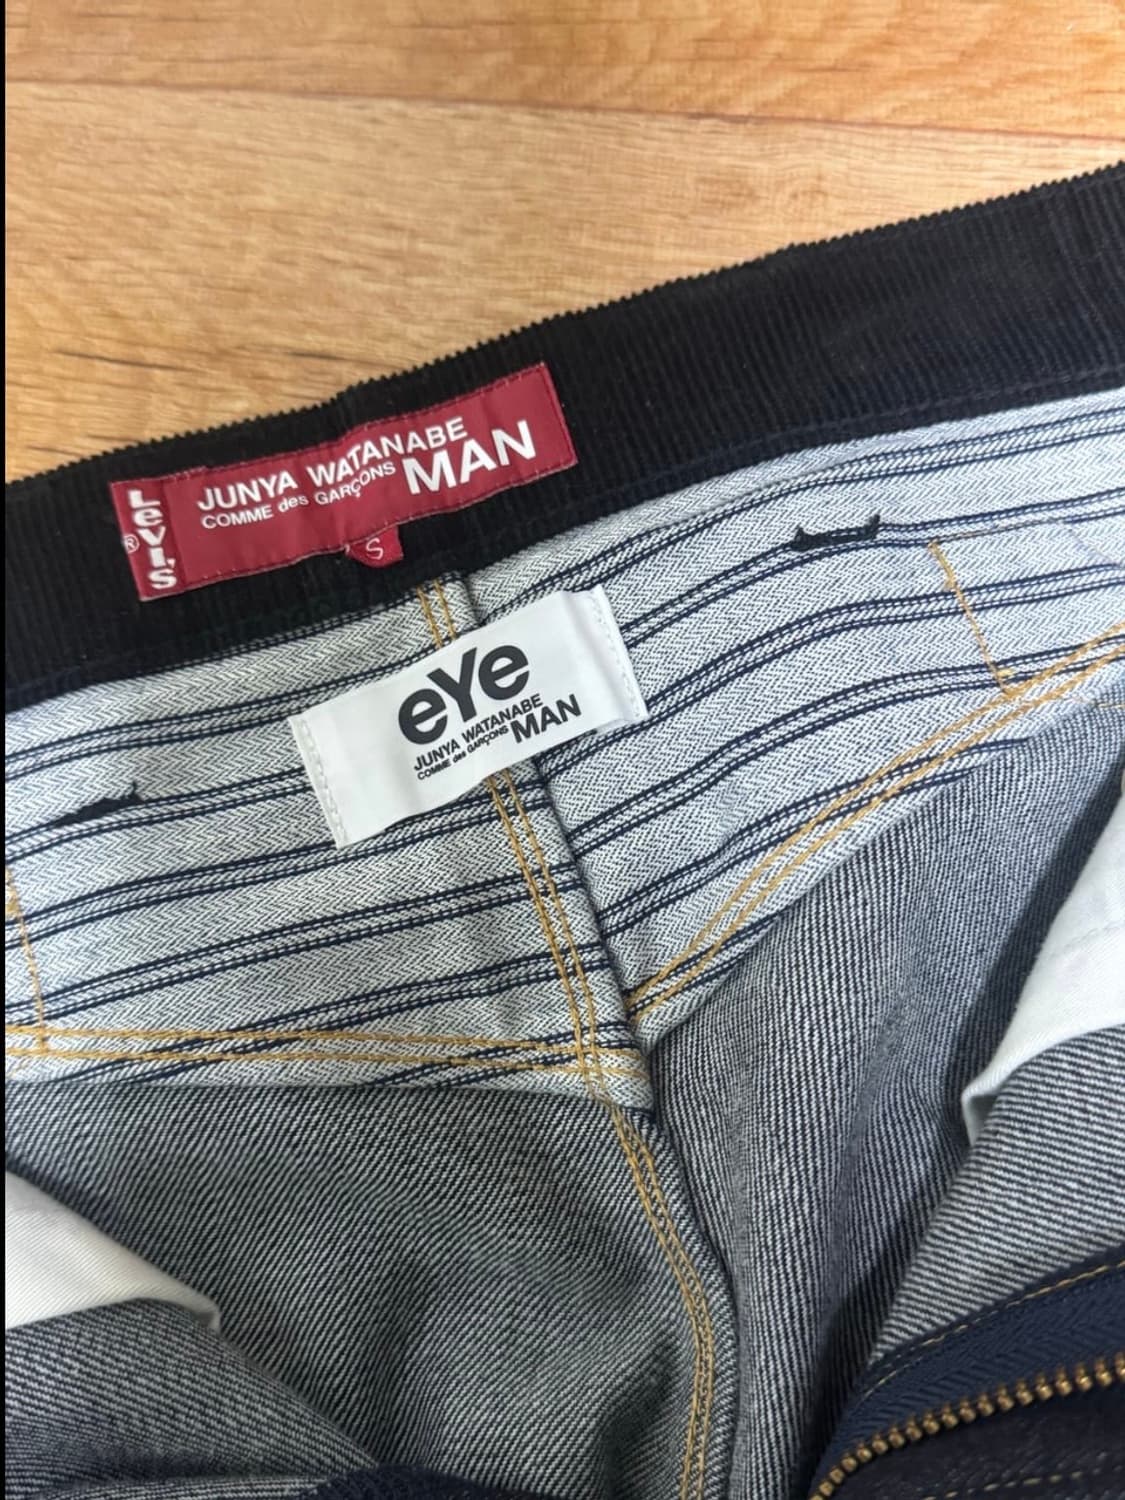 Levi's®
JUNYA WATANABE
COMME des GARÇONS MAN
S
eYe
JUNYA WATANABE
COMME des GARÇONS MAN